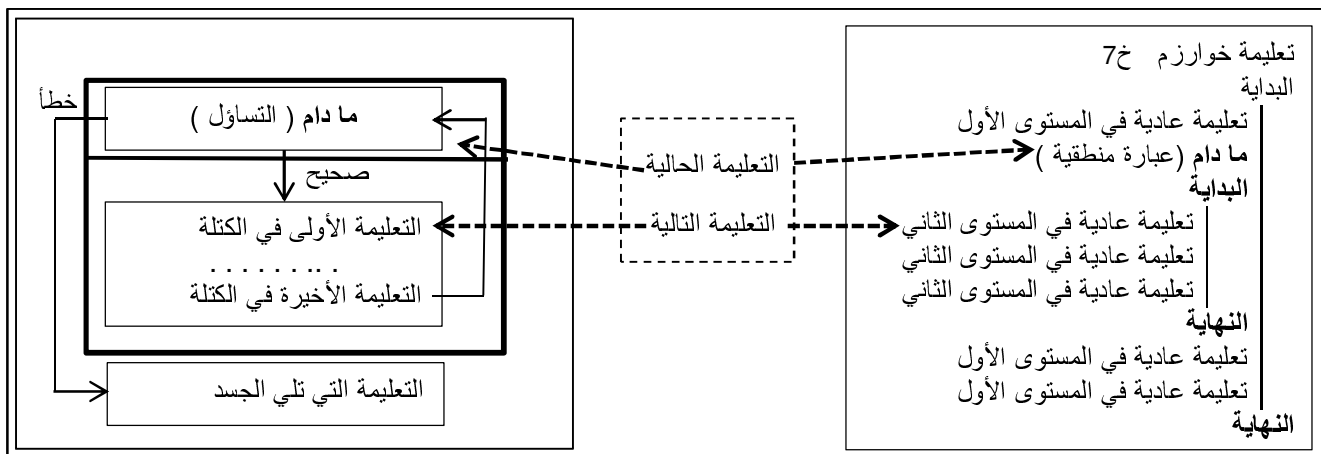 تعليمة خوارزم خ7
البداية
تعليمة عادية في المستوى الأول
ما دام (عبارة منطقية )
البداية
تعليمة عادية في المستوى الثاني
تعليمة عادية في المستوى الثاني
تعليمة عادية في المستوى الثاني
النهاية
تعليمة عادية في المستوى الأول
تعليمة عادية في المستوى الأول
النهاية
التعليمة الحالية
التعليمة التالية
خطأ
ما دام ( التساؤل )
صحيح
التعليمة الأولى في الكتلة
. . . . . . .. .
التعليمة الأخيرة في الكتلة
التعليمة التي تلي الجسد